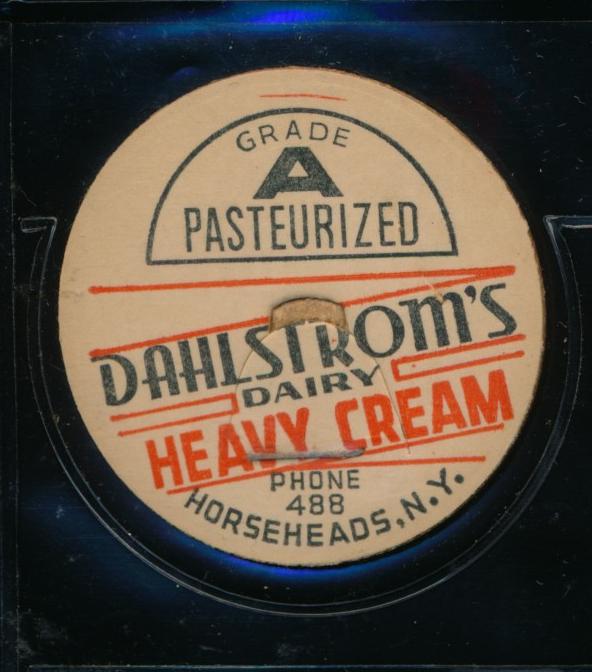 GRADE
A
PASTEURIZED
DAHLSTROM'S
DAIRY
HEAVY CREAM
PHONE
488
HORSEHEADS, N.Y.